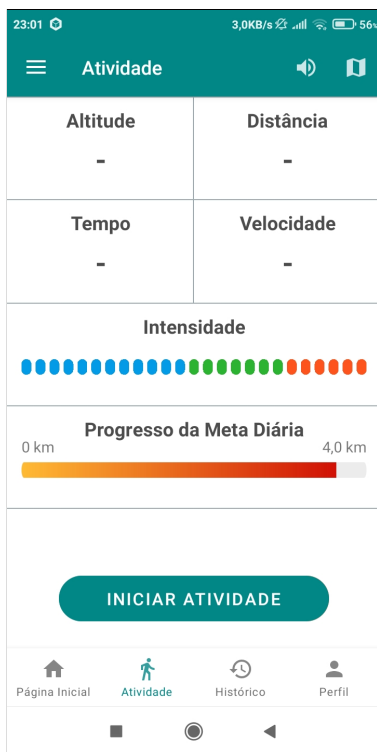 23:01 3,0KB/s 56%
Atividade
Altitude Distância
- -
Tempo Velocidade
- -
Intensidade
Progresso da Meta Diária
0 km 4,0 km
INICIAR ATIVIDADE
Página Inicial Atividade Histórico Perfil